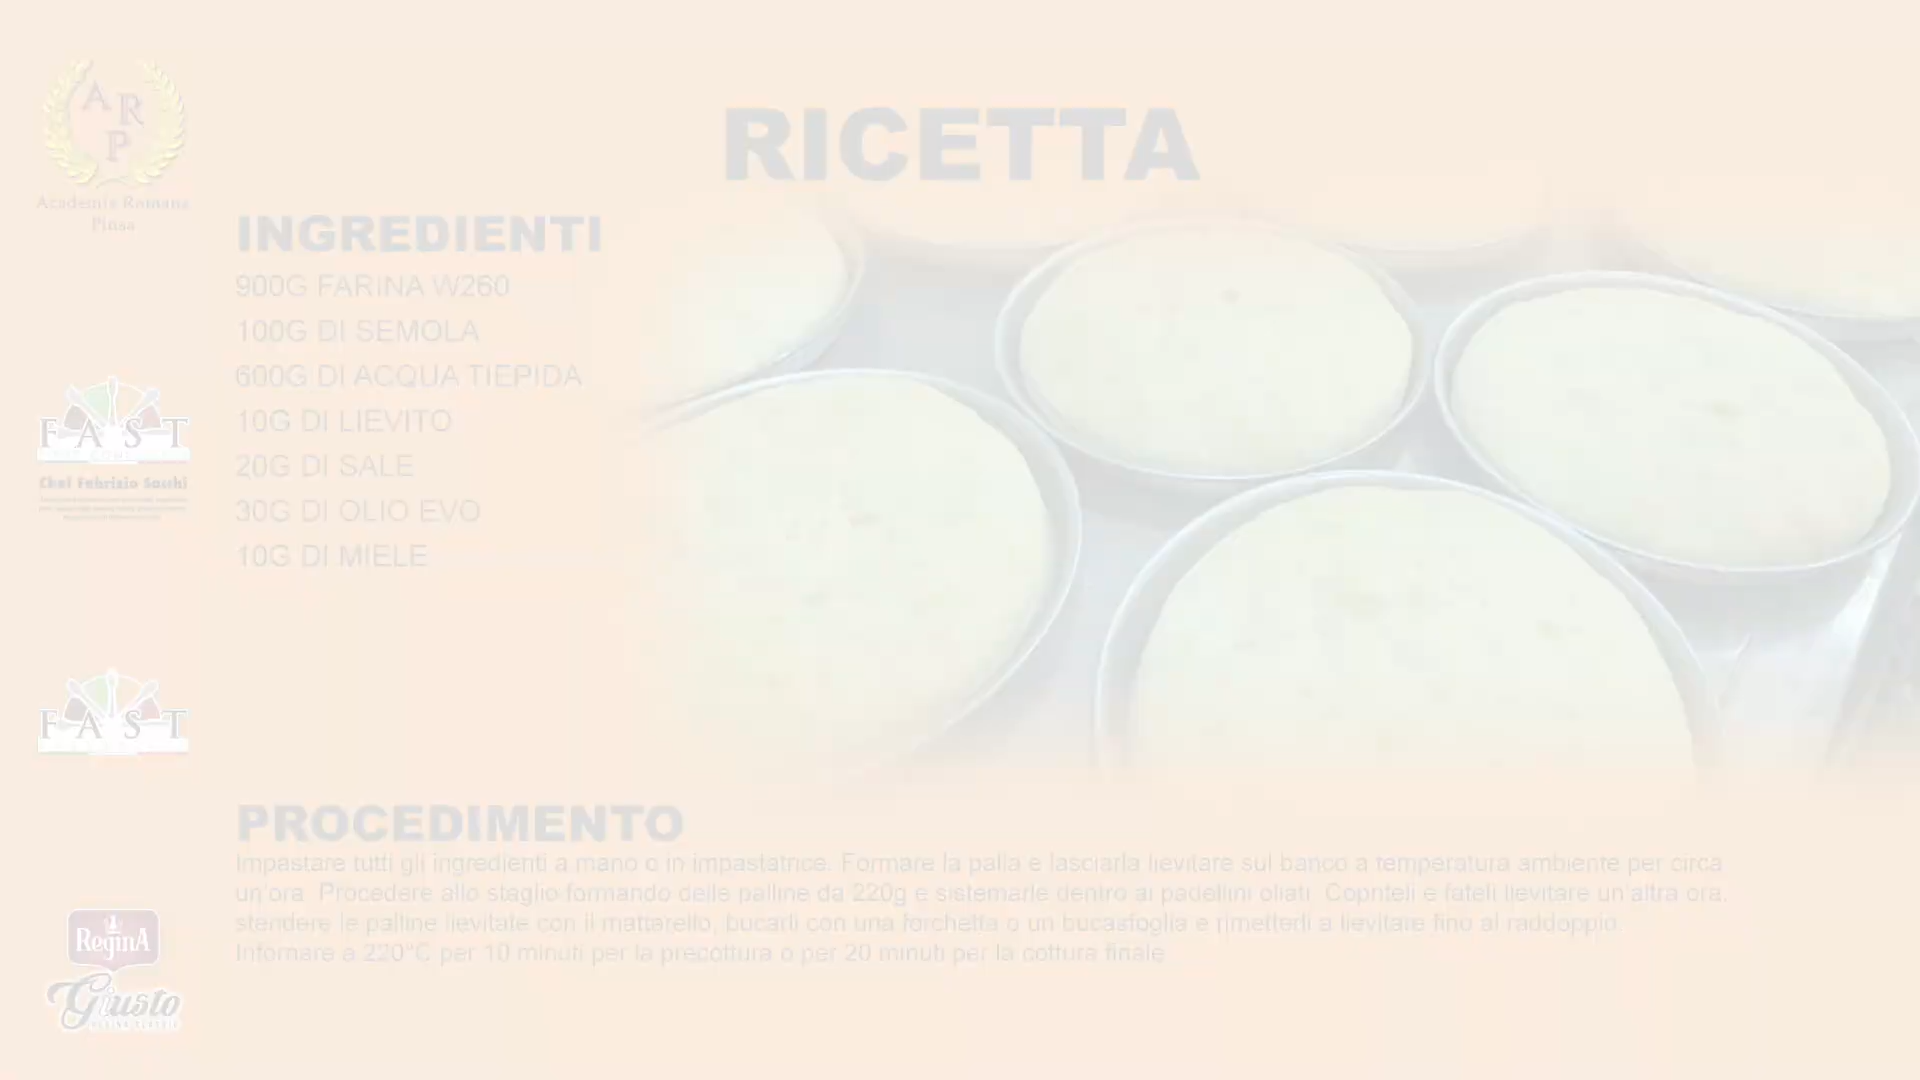 RICETTA
A R P
Academia Romana
Pinsa
INGREDIENTI
900G FARINA W260
100G DI SEMOLA
600G DI ACQUA TIEPIDA
10G DI LIEVITO
20G DI SALE
30G DI OLIO EVO
10G DI MIELE
FAST
Chef Fabrizio Sacchi
FAST
PROCEDIMENTO
Impastare tutti gli ingredienti a mano o in impastatrice. Formare la palla e lasciarla lievitare sul banco a temperatura ambiente per circa
un'ora. Procedere allo staglio formando delle palline da 220g e sistemarle dentro ai padellini oliati. Copriteli e fateli lievitare un'altra ora,
stendere le palline lievitate con il mattarello, bucarli con una forchetta o un bucasfoglia e rimetterli a lievitare fino al raddoppio.
Infornare a 220°C per 10 minuti per la precottura o per 20 minuti per la cottura finale
ReginA
Giusto